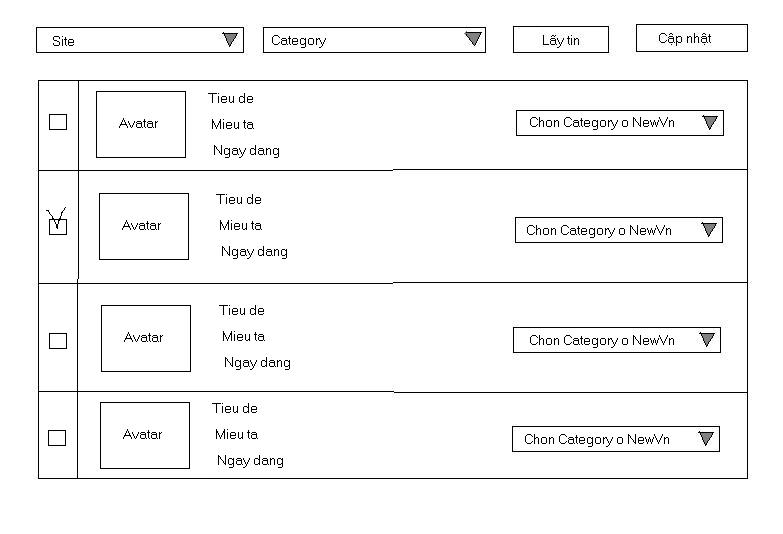 Site
Category
Lấy tin
Cập nhật
Avatar
Tieu de
Mieu ta
Ngay dang
Chon Category o NewVn
Avatar
Tieu de
Mieu ta
Ngay dang
Chon Category o NewVn
Avatar
Tieu de
Mieu ta
Ngay dang
Chon Category o NewVn
Avatar
Tieu de
Mieu ta
Ngay dang
Chon Category o NewVn